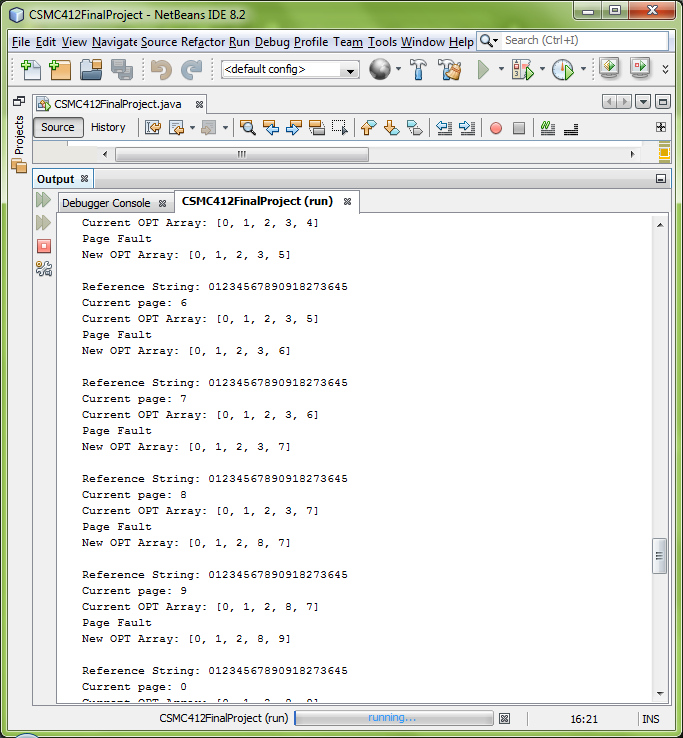 CSMC412FinalProject - NetBeans IDE 8.2
File Edit View Navigate Source Refactor Run Debug Profile Team Tools Window Help Search (Ctrl+I)
<default config>
CSMC412FinalProject.java
Source History
Projects
Output
Debugger Console CSMC412FinalProject (run)
Current OPT Array: [0, 1, 2, 3, 4]
Page Fault
New OPT Array: [0, 1, 2, 3, 5]
Reference String: 01234567890918273645
Current page: 6
Current OPT Array: [0, 1, 2, 3, 5]
Page Fault
New OPT Array: [0, 1, 2, 3, 6]
Reference String: 01234567890918273645
Current page: 7
Current OPT Array: [0, 1, 2, 3, 6]
Page Fault
New OPT Array: [0, 1, 2, 3, 7]
Reference String: 01234567890918273645
Current page: 8
Current OPT Array: [0, 1, 2, 3, 7]
Page Fault
New OPT Array: [0, 1, 2, 8, 7]
Reference String: 01234567890918273645
Current page: 9
Current OPT Array: [0, 1, 2, 8, 7]
Page Fault
New OPT Array: [0, 1, 2, 8, 9]
Reference String: 01234567890918273645
Current page: 0
Current OPT Array: [0, 1, 2, 8, 9]
CSMC412FinalProject (run) running... 16:21 INS